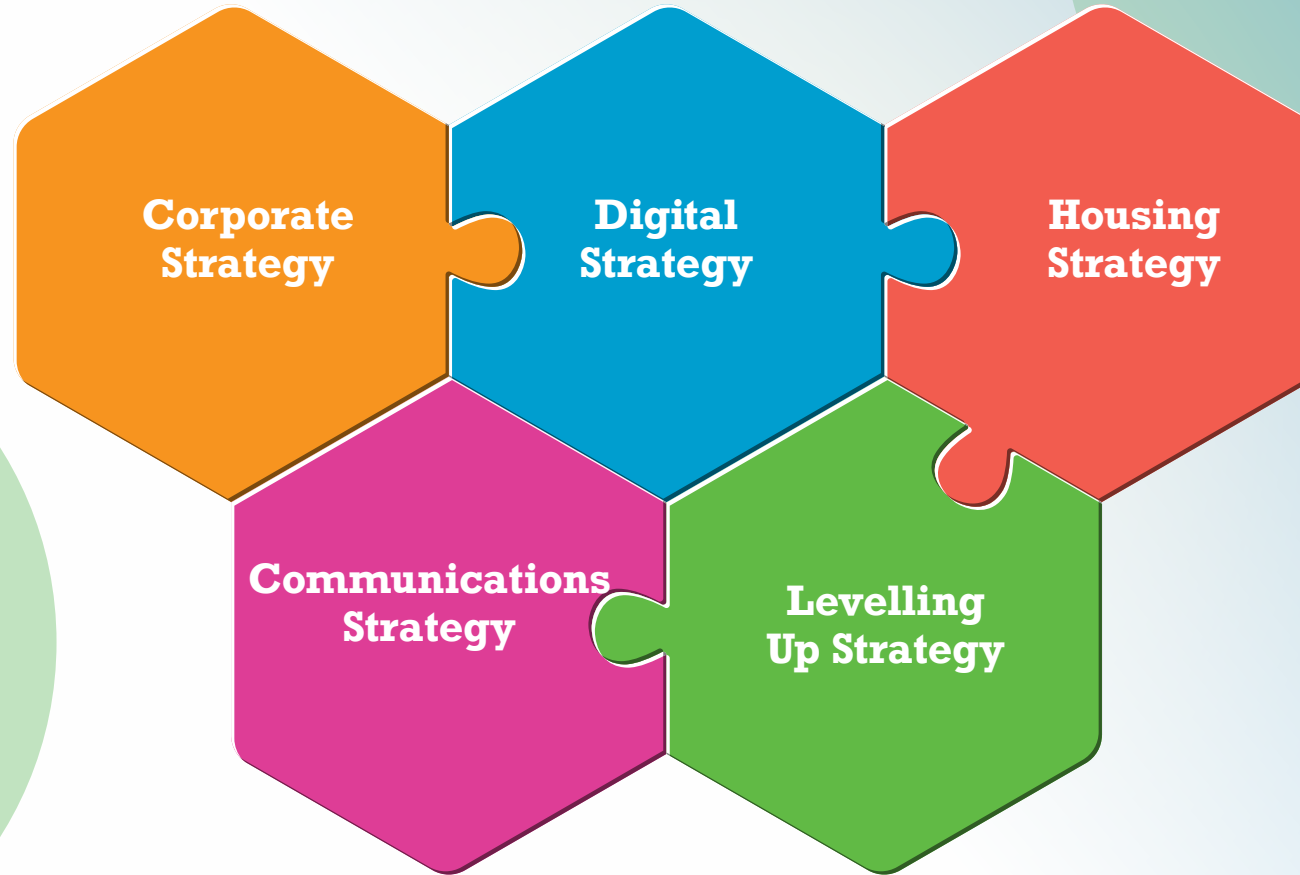 Corporate
Strategy
Digital
Strategy
Housing
Strategy
Communications
Strategy
Levelling
Up Strategy